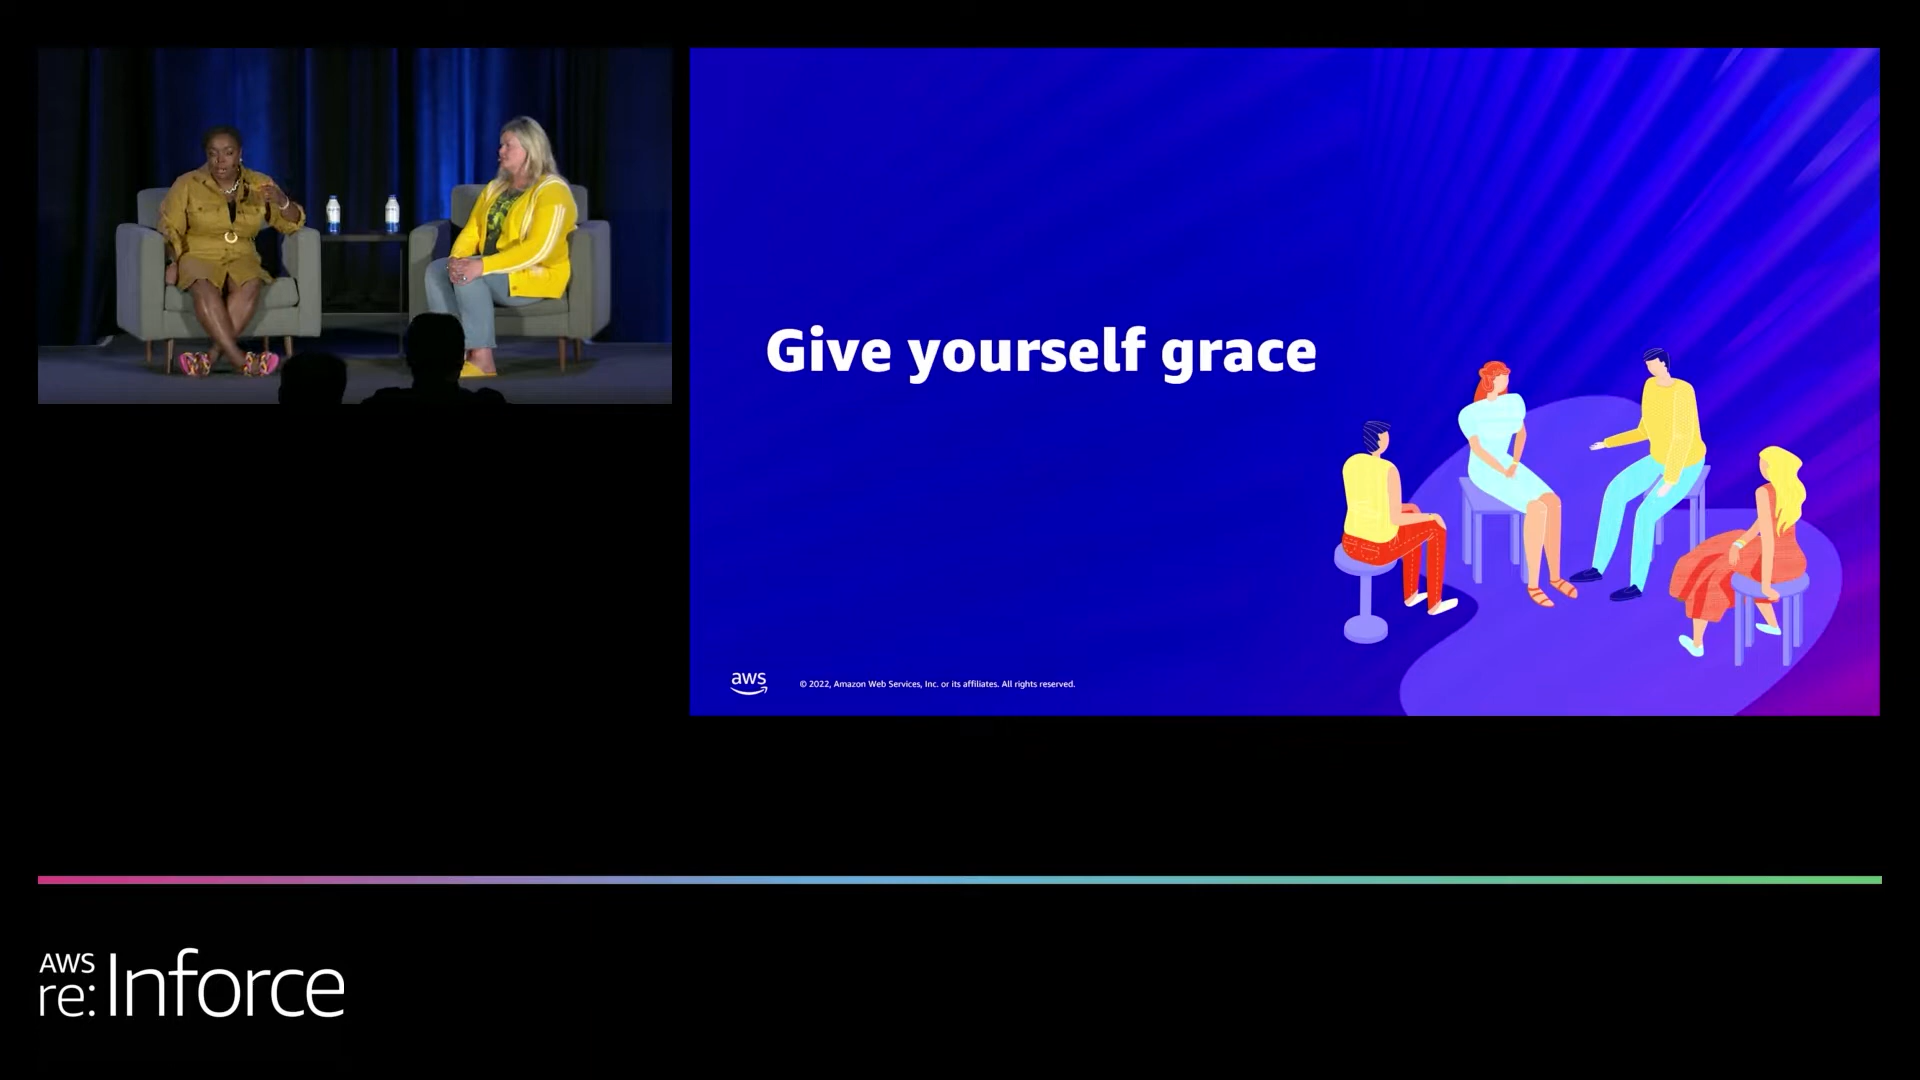 Give yourself grace
aws
© 2022, Amazon Web Services, Inc. or its affiliates. All rights reserved.
AWS
re:Inforce